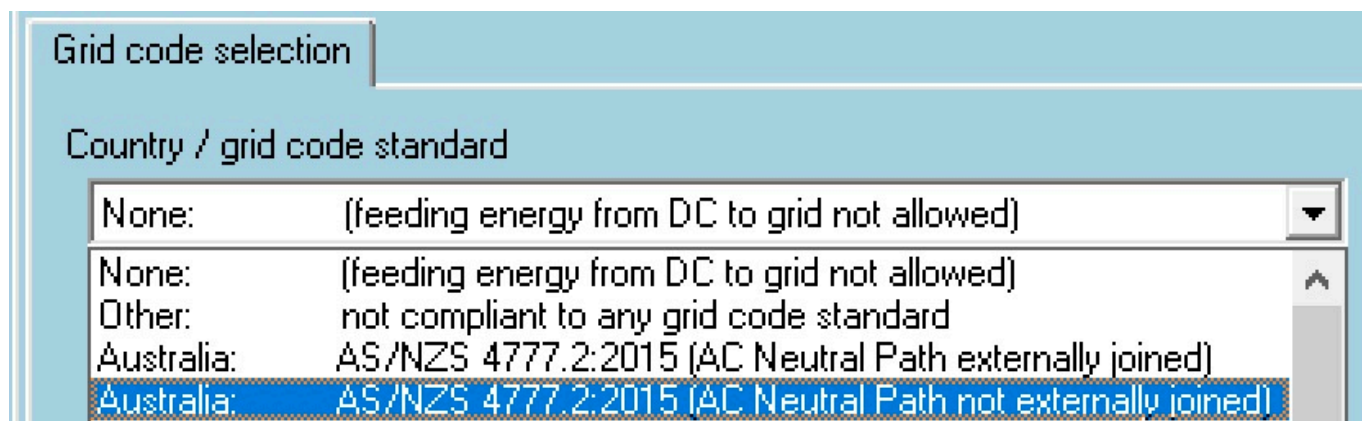 Grid code selection
Country / grid code standard
None: (feeding energy from DC to grid not allowed)
None: (feeding energy from DC to grid not allowed)
Other: not compliant to any grid code standard
Australia: AS/NZS 4777.2:2015 (AC Neutral Path externally joined)
Australia: AS/NZS 4777.2:2015 (AC Neutral Path not externally joined)